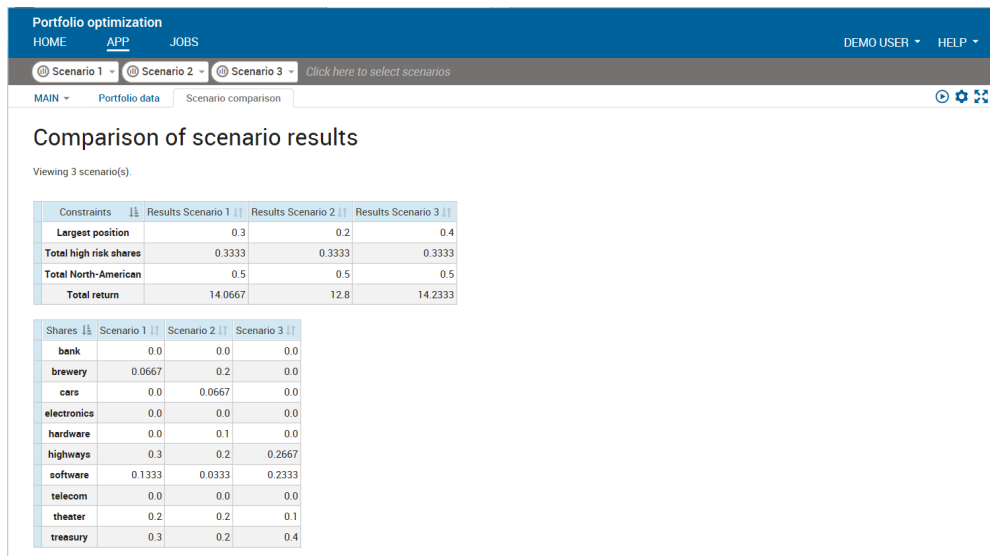 Portfolio optimization
HOME APP JOBS DEMO USER HELP
Scenario 1 Scenario 2 Scenario 3 Click here to select scenarios
MAIN Portfolio data Scenario comparison
Comparison of scenario results
Viewing 3 scenario(s).
Constraints Results Scenario 1 Results Scenario 2 Results Scenario 3
Largest position 0.3 0.2 0.4
Total high risk shares 0.3333 0.3333 0.3333
Total North-American 0.5 0.5 0.5
Total return 14.0667 12.8 14.2333
Shares Scenario 1 Scenario 2 Scenario 3
bank 0.0 0.0 0.0
brewery 0.0667 0.2 0.0
cars 0.0 0.0667 0.0
electronics 0.0 0.0 0.0
hardware 0.0 0.1 0.0
highways 0.3 0.2 0.2667
software 0.1333 0.0333 0.2333
telecom 0.0 0.0 0.0
theater 0.2 0.2 0.1
treasury 0.3 0.2 0.4